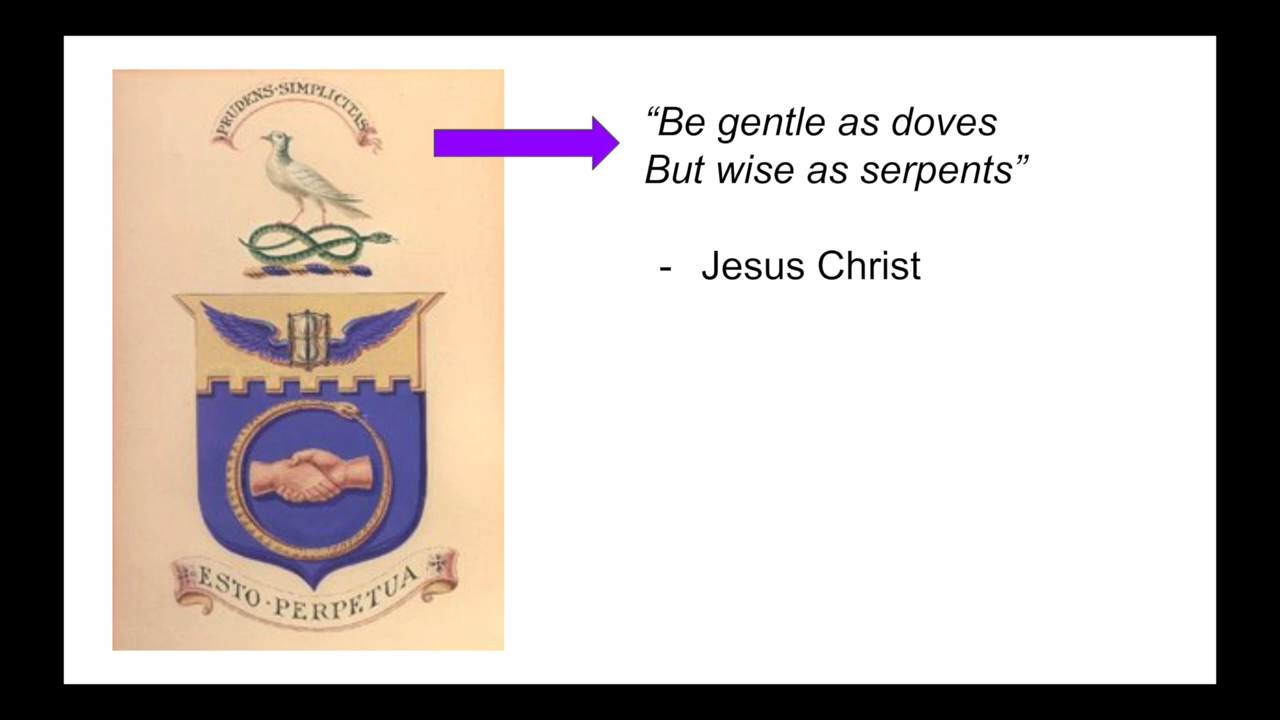 PRUDENS·SIMPLICITAS
ESTO·PERPETUA
“Be gentle as doves
But wise as serpents”
- Jesus Christ